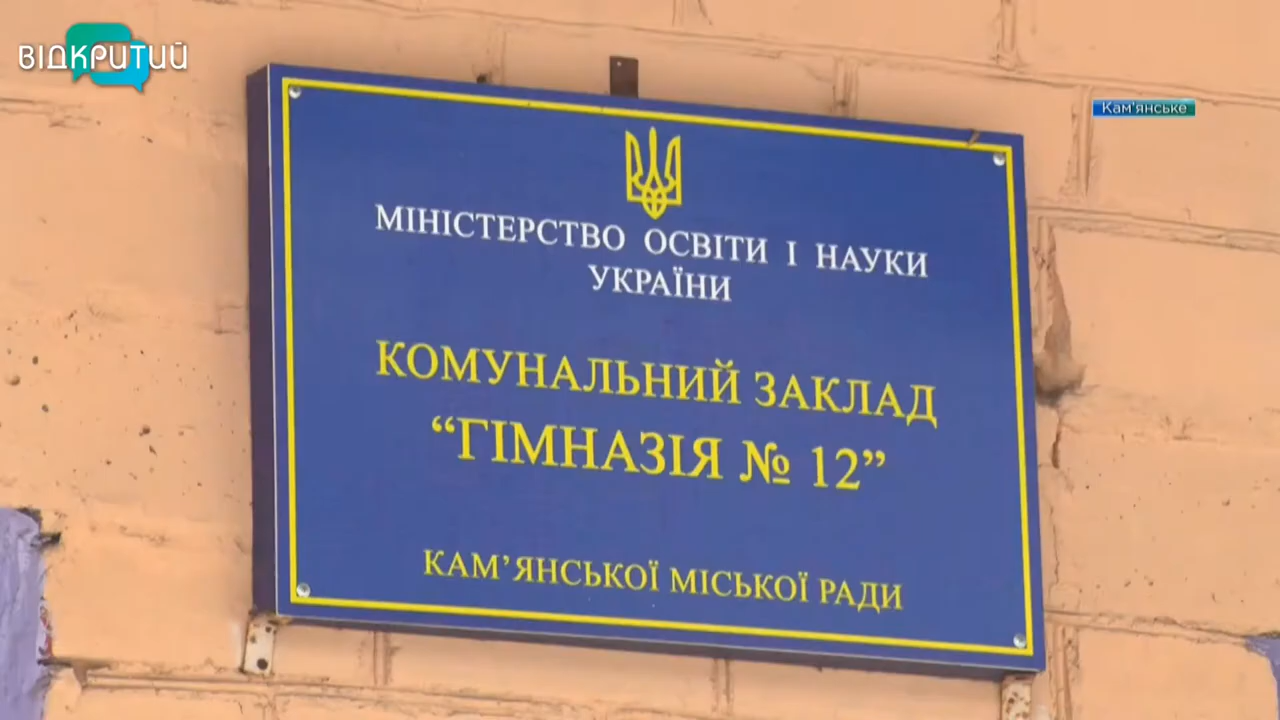 ВІДКРИТИЙ
Кам'янське
МІНІСТЕРСТВО ОСВІТИ І НАУКИ
УКРАЇНИ
КОМУНАЛЬНИЙ ЗАКЛАД
“ГІМНАЗІЯ № 12”
КАМ’ЯНСЬКОЇ МІСЬКОЇ РАДИ